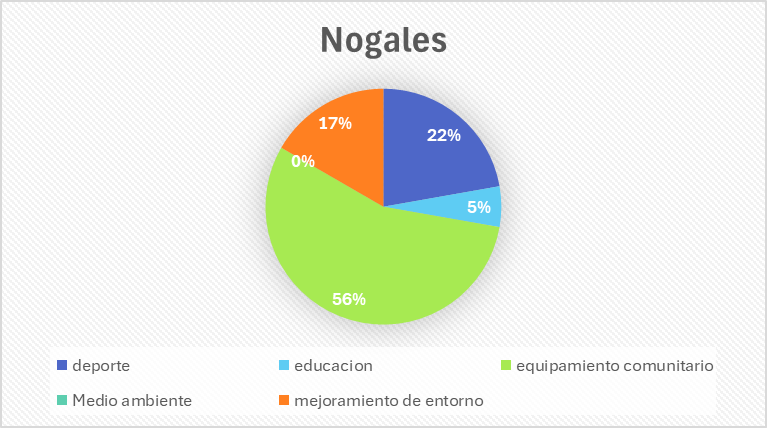 Nogales
17%
22%
0%
5%
56%
deporte
educacion
equipamiento comunitario
Medio ambiente
mejoramiento de entorno